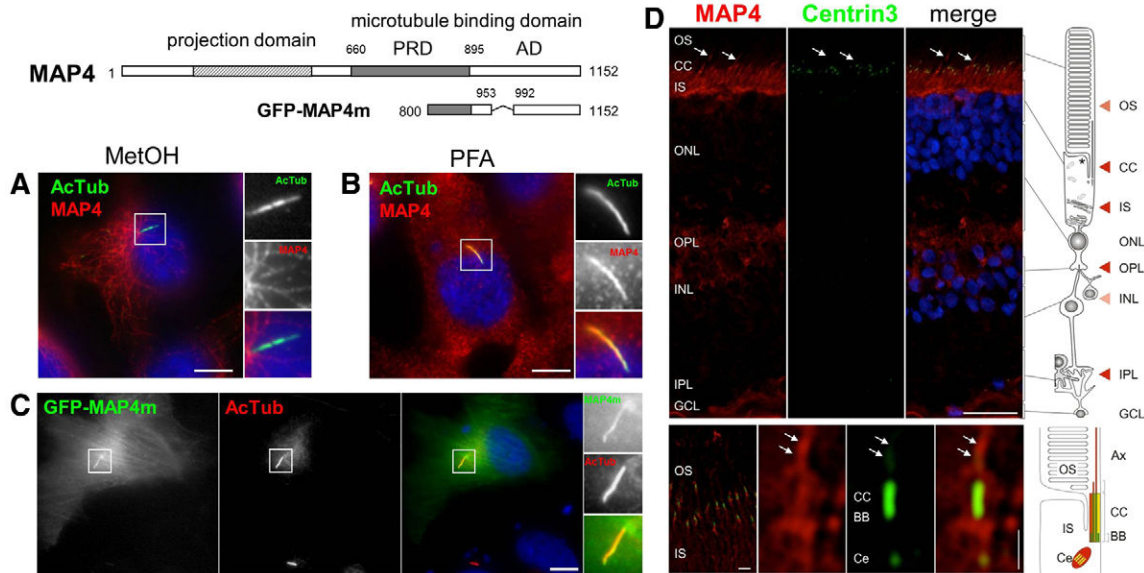 microtubule binding domain
projection domain 660 PRD 895 AD
MAP4 1 1152
953 992
GFP-MAP4m 800 1152
MetOH
A
AcTub
MAP4
AcTub
MAP4
PFA
B
AcTub
MAP4
AcTub
MAP4
C
GFP-MAP4m
AcTub
MAP4m
AcTub
D
MAP4 Centrin3 merge
OS
CC
IS
ONL
OPL
INL
IPL
GCL
OS
*
CC
IS
ONL
OPL
INL
IPL
GCL
OS
IS
CC
BB
Ce
OS
IS
Ce
Ax
CC
BB